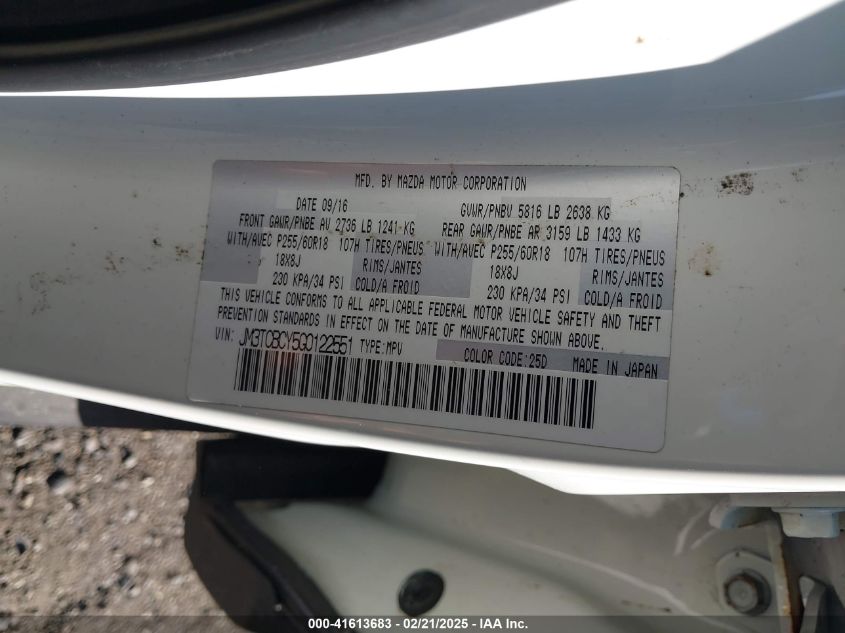 MFD. BY MAZDA MOTOR CORPORATION
DATE 09/16 GVWR/PNBV 5816 LB 2638 KG
FRONT GAWR/PNBE AV 2736 LB 1241 KG REAR GAWR/PNBE AR 3159 LB 1433 KG
WITH/AVEC P255/60R18 107H TIRES/PNEUS WITH/AVEC P255/60R18 107H TIRES/PNEUS
18X8J RIMS/JANTES 18X8J RIMS/JANTES
230 KPA/34 PSI COLD/A FROID 230 KPA/34 PSI COLD/A FROID
THIS VEHICLE CONFORMS TO ALL APPLICABLE FEDERAL MOTOR VEHICLE SAFETY AND THEFT
PREVENTION STANDARDS IN EFFECT ON THE DATE OF MANUFACTURE SHOWN ABOVE.
VIN: JM3TCBCY5G0122551 TYPE:MPV COLOR CODE:25D MADE IN JAPAN
000-41613683 - 02/21/2025 - IAA Inc.